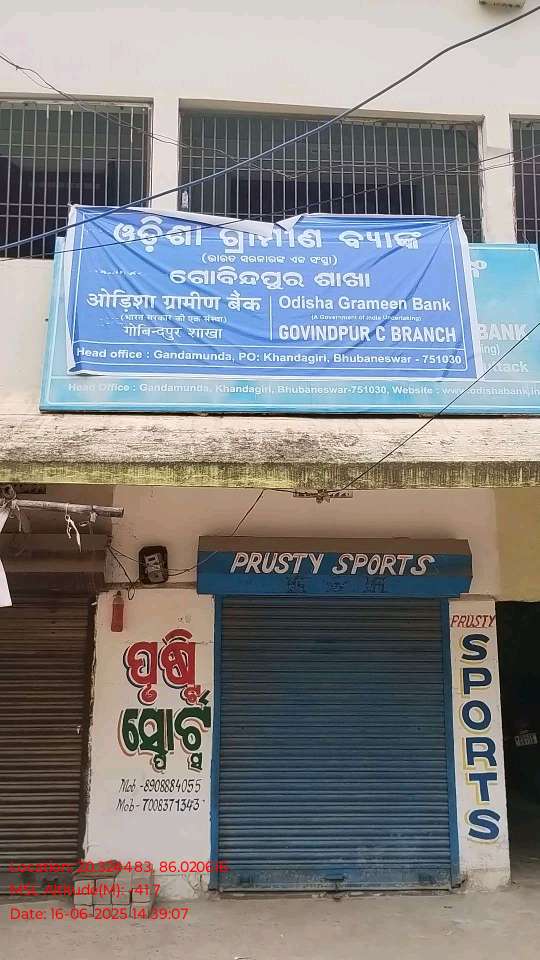 ଓଡ଼ିଶା ଗ୍ରାମୀଣ ବ୍ୟାଙ୍କ
(ଭାରତ ସରକାରଙ୍କ ଏକ ସଂସ୍ଥା)
ଗୋବିନ୍ଦପୁର ଶାଖା
ओड़िशा ग्रामीण बैंक
(भारत सरकार की एक संस्था)
गोबिन्दपुर शाखा
Odisha Grameen Bank
(A Government of India Undertaking)
GOVINDPUR C BRANCH
Head office : Gandamunda, PO: Khandagiri, Bhubaneswar - 751030
BANK
Head Office : Gandamunda, Khandagiri, Bhubaneswar-751030, Website : www.odishabank.in
PRUSTY SPORTS
ପୃଷ୍ଟି
ସ୍ପୋର୍ଟ୍ସ
Mob - 8908884055
Mob - 7008371343
PRUSTY
SPORTS
Location: 20.324483, 86.020616
MSL Altitude(M): -41.7
Date: 16-06-2025 14:39:07